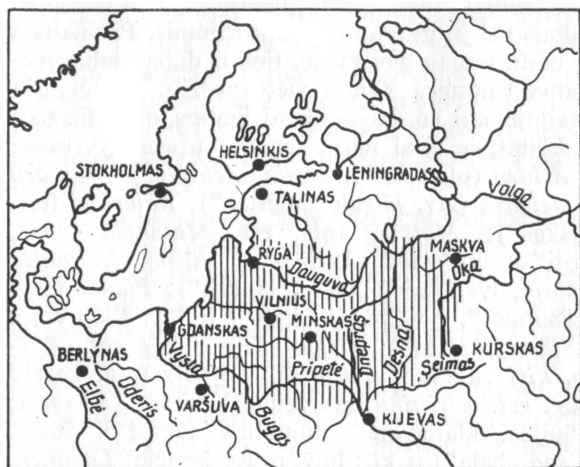 HELSINKIS
STOKHOLMAS
LENINGRADAS
TALINAS
Volga
RYGA
MASKVA
Dauguva
Oka
VILNIUS
GDANSKAS
MINSKAS
Desna
BERLYNAS
Vysla
Pripetė
Seimas
KURSKAS
Elbė
Oderis
VARŠUVA
Bugas
KIJEVAS